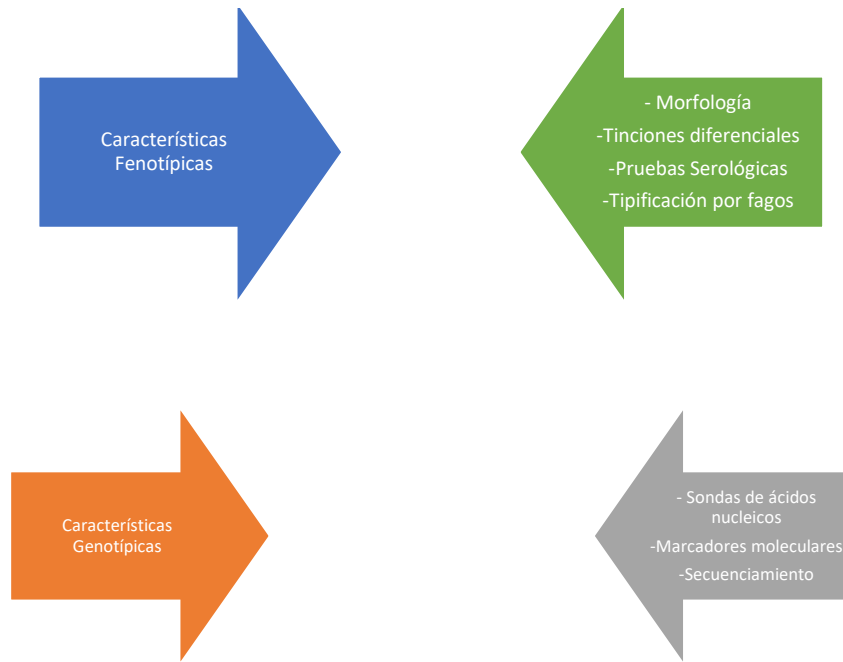 Características
Fenotípicas
- Morfología
-Tinciones diferenciales
-Pruebas Serológicas
-Tipificación por fagos
Características
Genotípicas
- Sondas de ácidos
nucleicos
-Marcadores moleculares
-Secuenciamiento